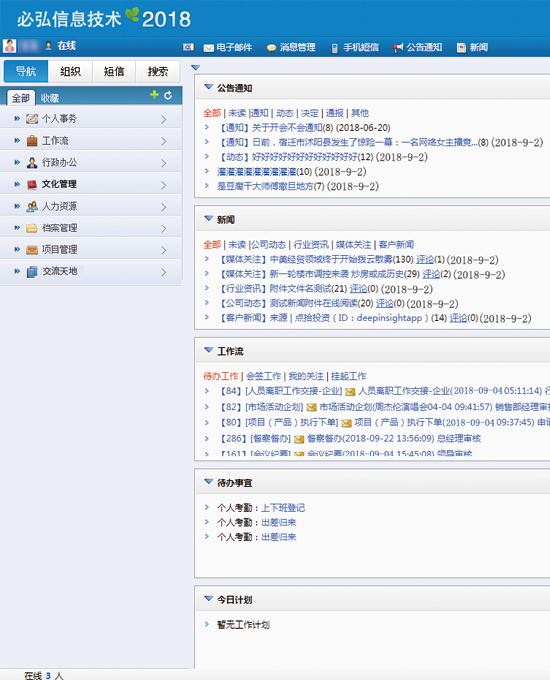 必弘信息技术 2018
在线
电子邮件 消息管理 手机短信 公告通知 新闻
导航 组织 短信 搜索
全部 收藏
个人事务
工作流
行政办公
文化管理
人力资源
档案管理
项目管理
交流天地
公告通知
全部 | 未读 |通知 | 动态 | 决定 | 通报 | 其他
【通知】关于开会不会通知(8) (2018-06-20)
【通知】日前，宿迁市沭阳县发生了惊险一幕：一名网络女主播竟...(8) (2018-9-2)
【动态】好好好好好好好好好好好好(12) (2018-9-2)
灌灌灌灌灌灌灌灌灌(10) (2018-9-2)
是豆腐干大师傅撒旦地方(7) (2018-9-2)
新闻
全部 | 未读 |公司动态 | 行业资讯 | 媒体关注 | 客户新闻
【媒体关注】中美经贸领域终于开始拨云散雾(130) 评论(1) (2018-9-2)
【媒体关注】新一轮楼市调控来袭 炒房或成历史(29) 评论(2) (2018-9-2)
【行业资讯】附件文件名测试(21) 评论(0) (2018-9-2)
【公司动态】测试新闻附件在线阅读(20) 评论(0) (2018-9-2)
【客户新闻】来源 | 点拾投资（ID：deepinsightapp）(14) 评论(0) (2018-9-2)
工作流
待办工作 | 会签工作 | 我的关注 | 挂起工作
【84】[人员离职工作交接-企业] 人员离职工作交接-企业(2018-09-04 05:11:14) 行
【82】[市场活动企划] 市场活动企划(周杰伦演唱会04-04 09:41:57) 销售部经理审批
【80】[项目（产品）执行下单] 项目（产品）执行下单(2018-09-04 09:37:45) 申请
【286】[督察督办] 督察督办(2018-09-22 13:56:09) 总经理审核
【161】[会议纪要] 会议纪要(2018-09-04 15:45:08) 领导审核
待办事宜
个人考勤：上下班登记
个人考勤：出差归来
个人考勤：出差归来
今日计划
暂无工作计划
在线 3 人